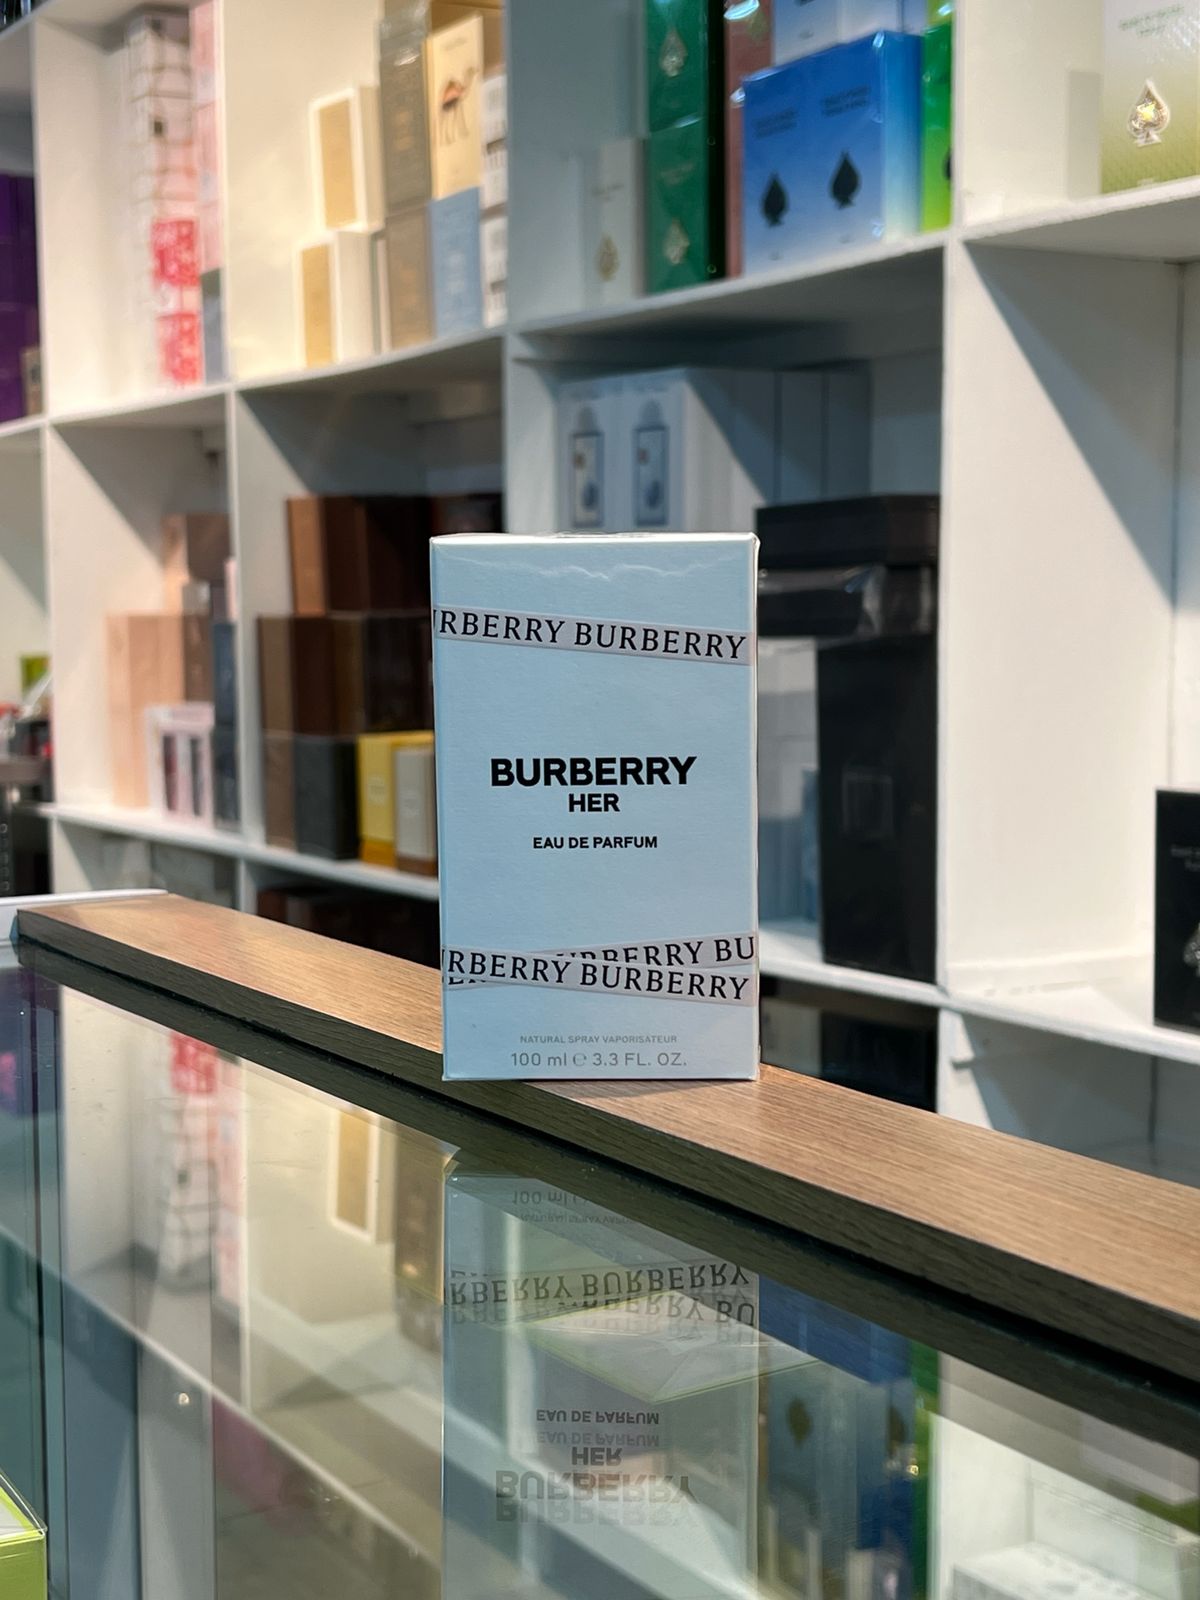 URBERRY BURBERRY
BURBERRY
HER
EAU DE PARFUM
URBERRY BU
RBERRY BURBERRY
NATURAL SPRAY VAPORISATEUR
100 ml e 3.3 FL. OZ.